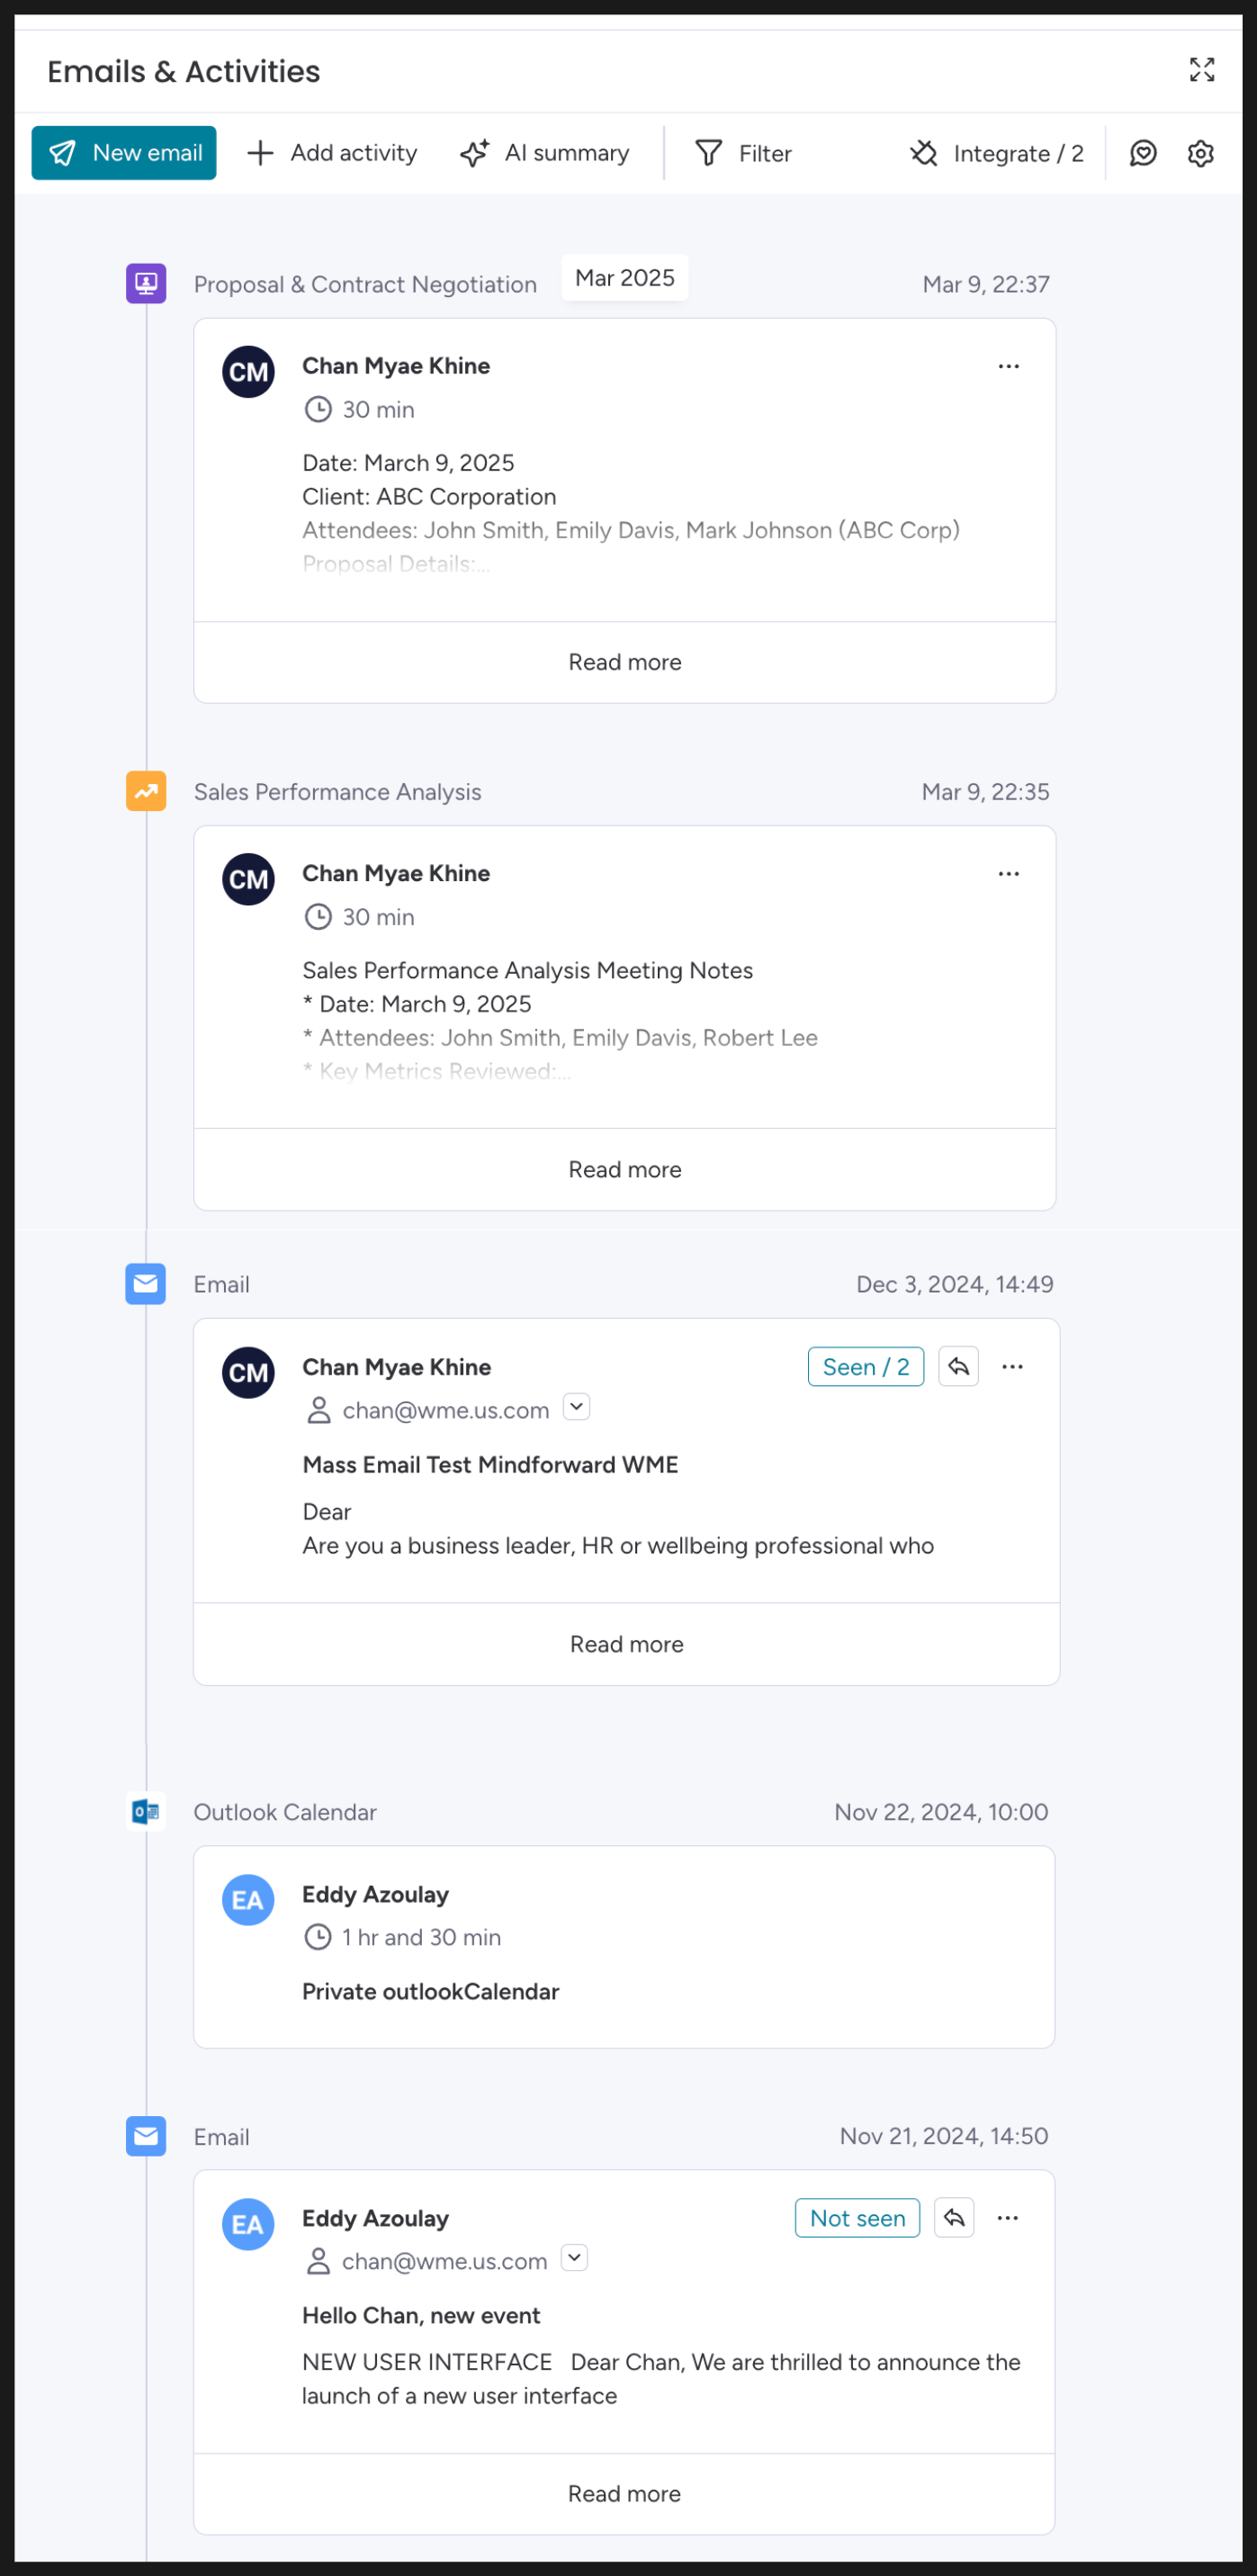 Emails & Activities
New email
Add activity
AI summary
Filter
Integrate / 2
Proposal & Contract Negotiation
Mar 2025
Mar 9, 22:37
CM
Chan Myae Khine
30 min
Date: March 9, 2025
Client: ABC Corporation
Attendees: John Smith, Emily Davis, Mark Johnson (ABC Corp)
Proposal Details:...
Read more
Sales Performance Analysis
Mar 9, 22:35
CM
Chan Myae Khine
30 min
Sales Performance Analysis Meeting Notes
* Date: March 9, 2025
* Attendees: John Smith, Emily Davis, Robert Lee
* Key Metrics Reviewed:...
Read more
Email
Dec 3, 2024, 14:49
CM
Chan Myae Khine
Seen / 2
chan@wme.us.com
Mass Email Test Mindforward WME
Dear
Are you a business leader, HR or wellbeing professional who
Read more
Outlook Calendar
Nov 22, 2024, 10:00
EA
Eddy Azoulay
1 hr and 30 min
Private outlookCalendar
Email
Nov 21, 2024, 14:50
EA
Eddy Azoulay
Not seen
chan@wme.us.com
Hello Chan, new event
NEW USER INTERFACE   Dear Chan, We are thrilled to announce the
launch of a new user interface
Read more